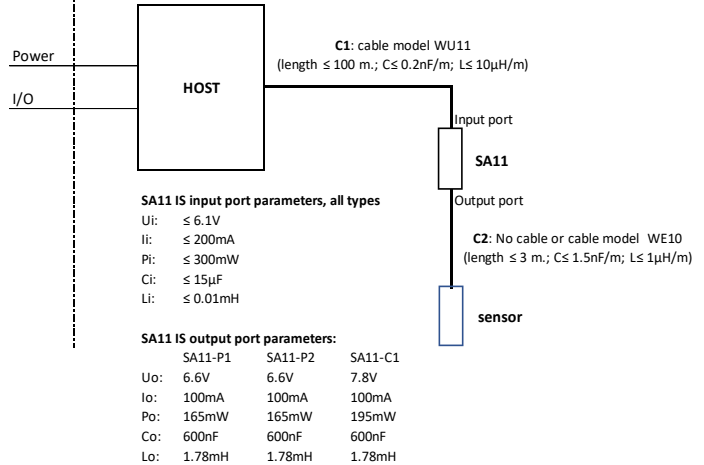 C1: cable model WU11
(length ≤ 100 m.; C≤ 0.2nF/m; L≤ 10µH/m)
Power
HOST
I/O
Input port
SA11
Output port
SA11 IS input port parameters, all types
Ui: ≤ 6.1V
Ii: ≤ 200mA
Pi: ≤ 300mW
Ci: ≤ 15µF
Li: ≤ 0.01mH
C2: No cable or cable model WE10
(length ≤ 3 m.; C≤ 1.5nF/m; L≤ 1µH/m)
sensor
SA11 IS output port parameters:
SA11-P1 SA11-P2 SA11-C1
Uo: 6.6V 6.6V 7.8V
Io: 100mA 100mA 100mA
Po: 165mW 165mW 195mW
Co: 600nF 600nF 600nF
Lo: 1.78mH 1.78mH 1.78mH